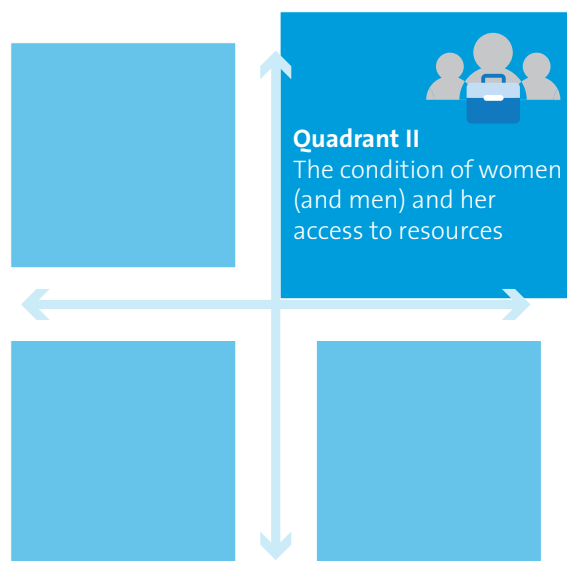 Quadrant II
The condition of women
(and men) and her
access to resources